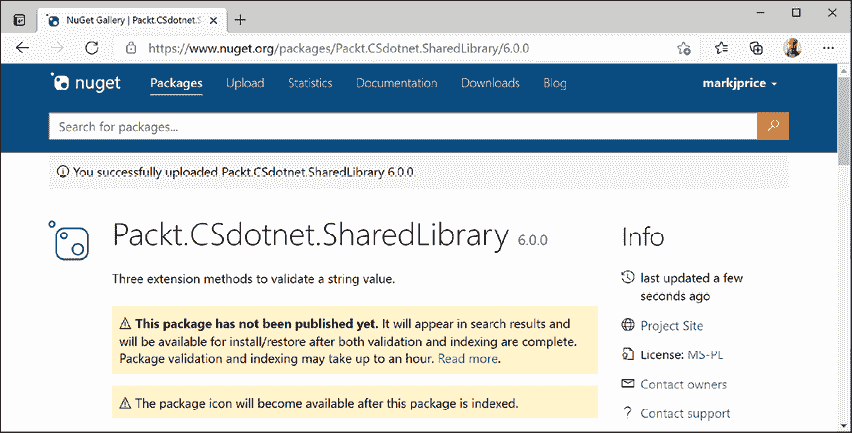 NuGet Gallery | Packt.CSdotnet.S
https://www.nuget.org/packages/Packt.CSdotnet.SharedLibrary/6.0.0
nuget Packages Upload Statistics Documentation Downloads Blog markjprice
Search for packages...
You successfully uploaded Packt.CSdotnet.SharedLibrary 6.0.0.
Packt.CSdotnet.SharedLibrary 6.0.0
Three extension methods to validate a string value.
This package has not been published yet. It will appear in search results and
will be available for install/restore after both validation and indexing are complete.
Package validation and indexing may take up to an hour. Read more.
The package icon will become available after this package is indexed.
Info
last updated a few
seconds ago
Project Site
License: MS-PL
Contact owners
Contact support